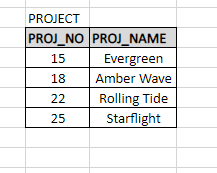 PROJECT
PROJ_NO PROJ_NAME
15 Evergreen
18 Amber Wave
22 Rolling Tide
25 Starflight